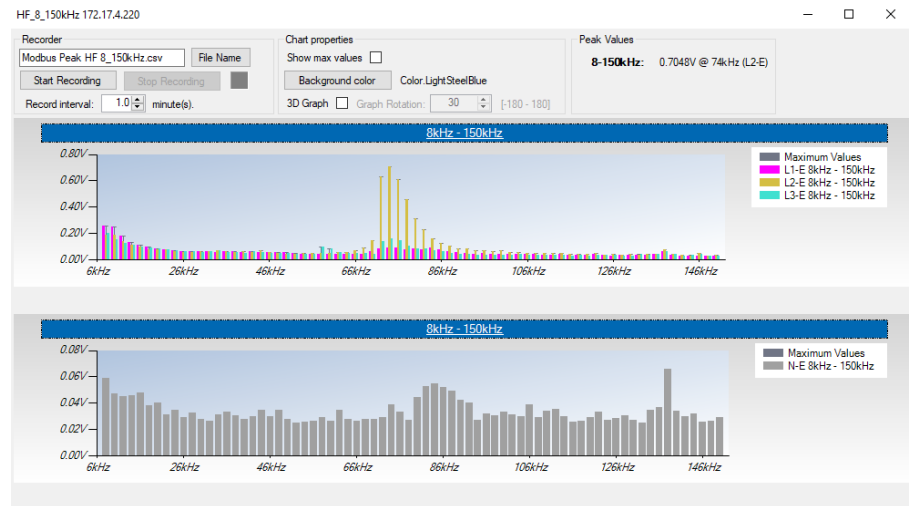 HF_8_150kHz 172.17.4.220
Recorder
Modbus Peak HF 8_150kHz.csv File Name
Start Recording Stop Recording
Record interval: 1.0 minute(s).
Chart properties
Show max values
Background color Color.LightSteelBlue
3D Graph Graph Rotation: 30 [-180 - 180]
Peak Values
8-150kHz: 0.7048V @ 74kHz (L2-E)
8kHz - 150kHz
0.80V
0.60V
0.40V
0.20V
0.00V
6kHz 26kHz 46kHz 66kHz 86kHz 106kHz 126kHz 146kHz
Maximum Values
L1-E 8kHz - 150kHz
L2-E 8kHz - 150kHz
L3-E 8kHz - 150kHz
8kHz - 150kHz
0.08V
0.06V
0.04V
0.02V
0.00V
6kHz 26kHz 46kHz 66kHz 86kHz 106kHz 126kHz 146kHz
Maximum Values
N-E 8kHz - 150kHz